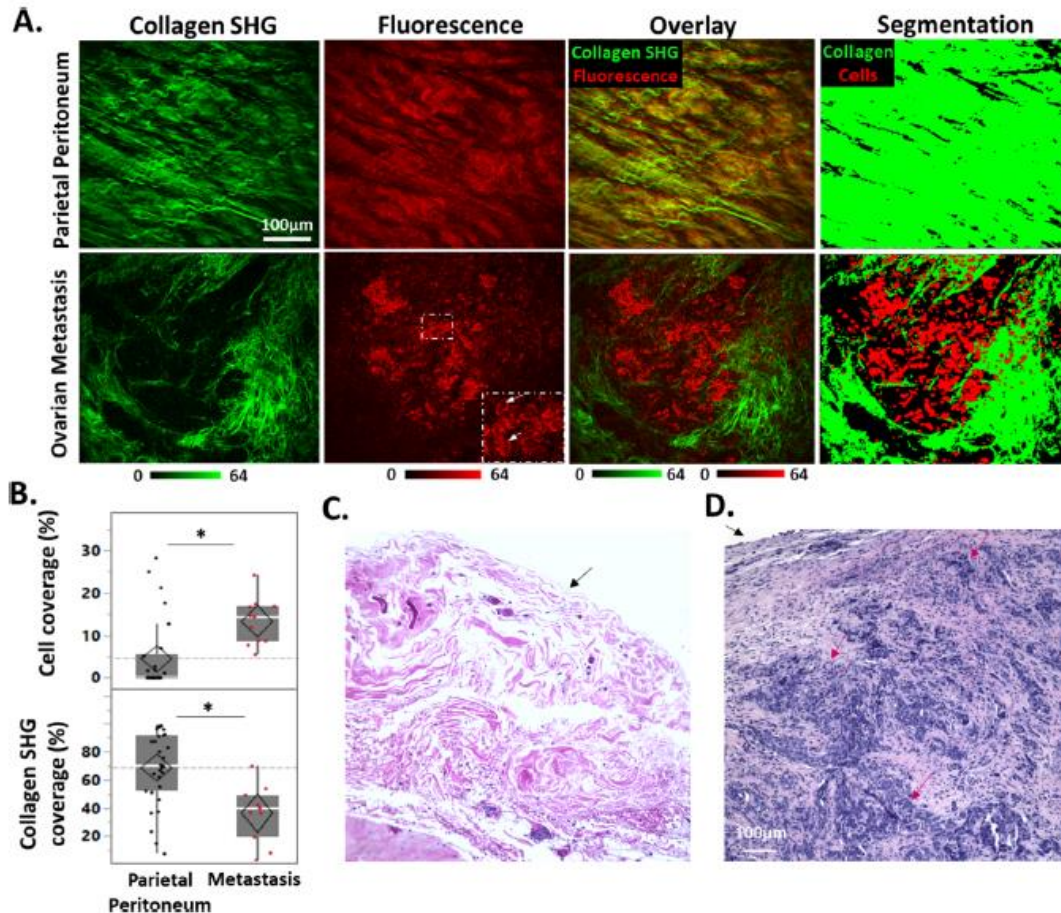 A.
Collagen SHG Fluorescence Overlay Segmentation
Parietal Peritoneum
Collagen SHG
Fluorescence
Collagen
Cells
100µm
Ovarian Metastasis
0 64 0 64 0 64 0 64
B.
Cell coverage (%)
30
20
10
0
*
Collagen SHG
coverage (%)
80
60
40
20
*
Parietal
Peritoneum
Metastasis
C.
D.
100µm